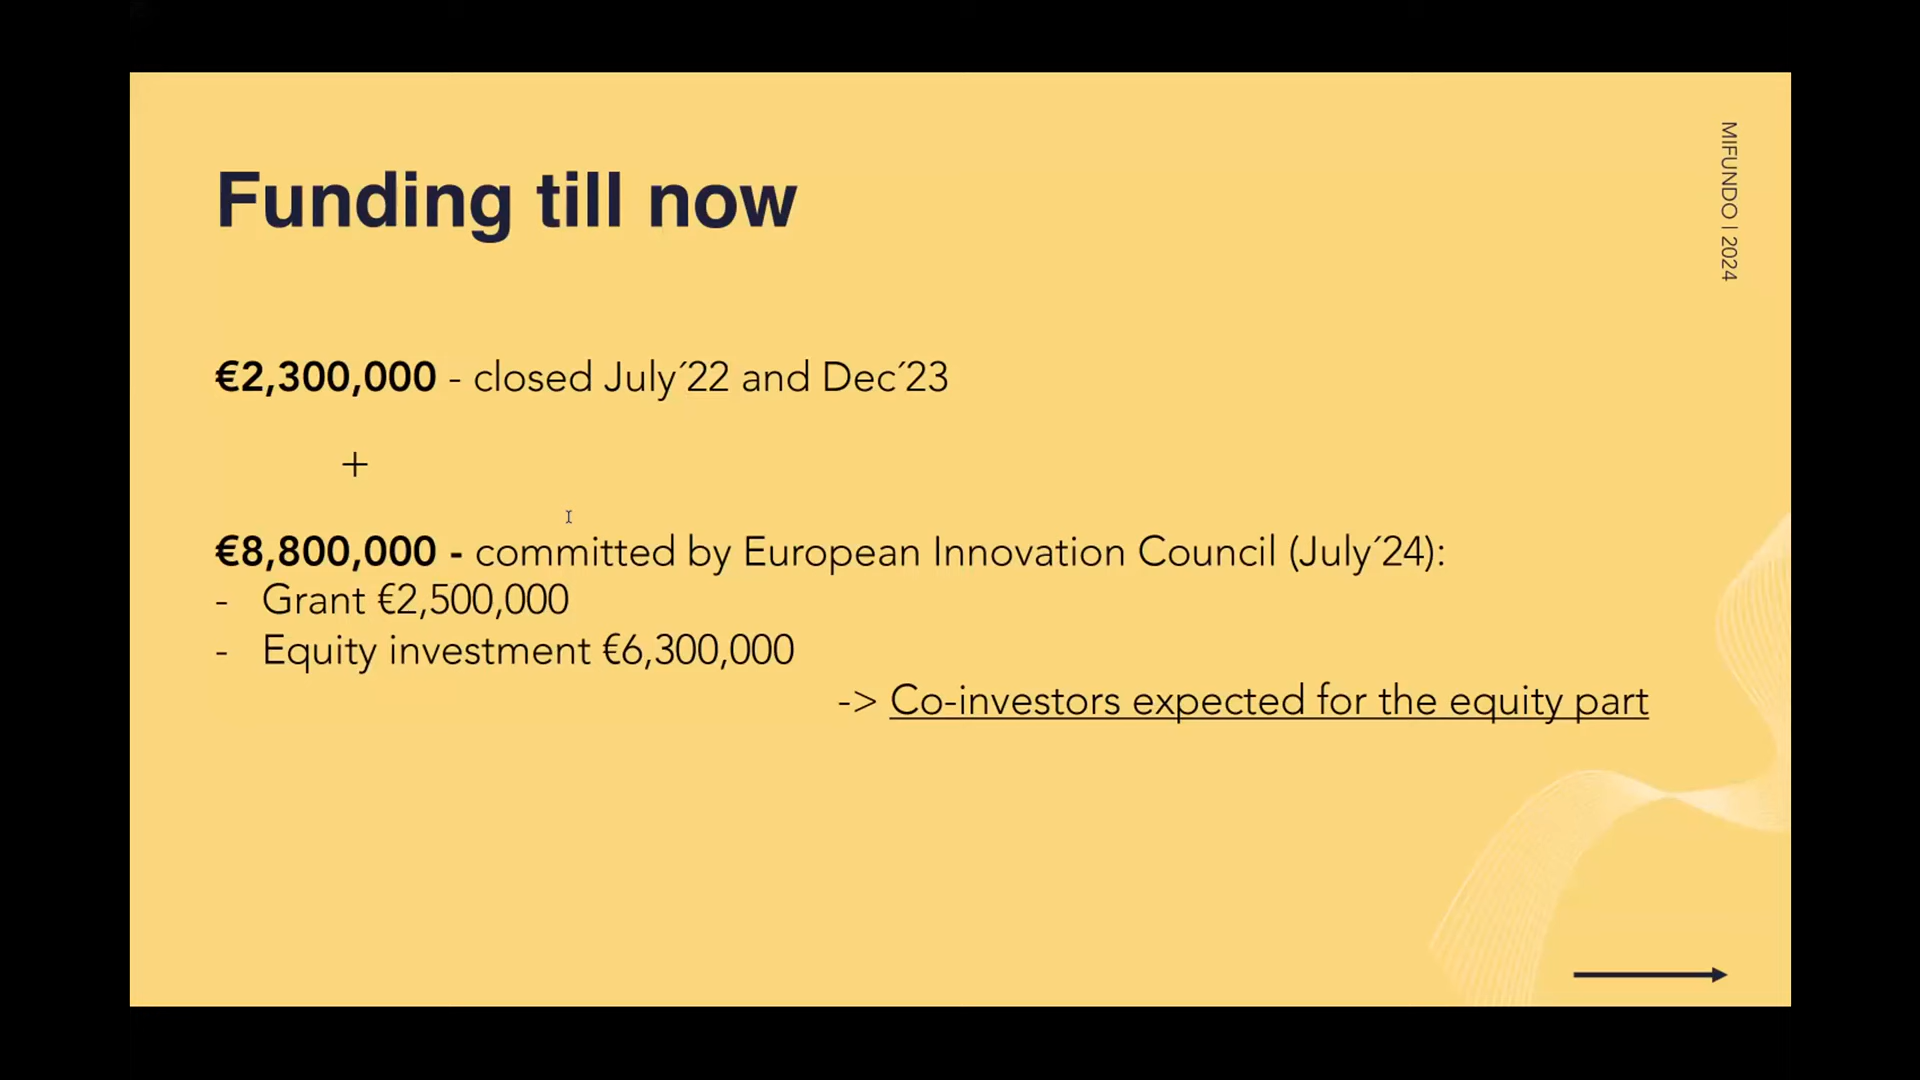 Funding till now
MIFUNDO | 2024
€2,300,000 - closed July´22 and Dec´23
+
€8,800,000 - committed by European Innovation Council (July´24):
- Grant €2,500,000
- Equity investment €6,300,000
-> Co-investors expected for the equity part